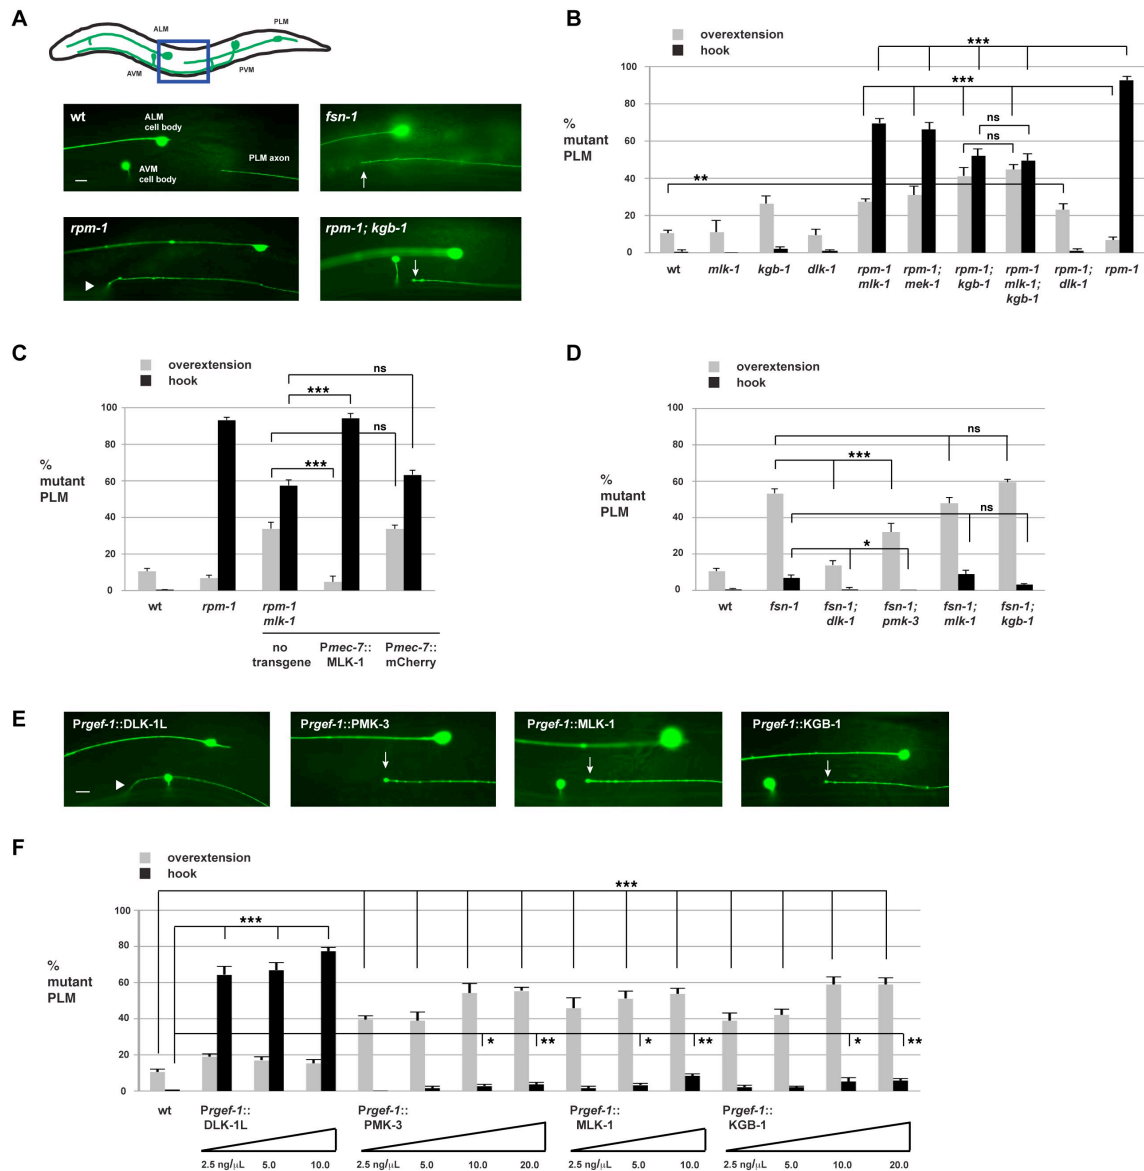 A
ALM
PLM
AVM
PVM
wt
ALM
cell body
AVM
cell body
PLM axon
fsn-1
rpm-1
rpm-1; kgb-1
B
overextension
hook
%
mutant
PLM
100
80
60
40
20
0
***
***
ns
ns
**
wt
mlk-1
kgb-1
dlk-1
rpm-1
mlk-1
rpm-1;
mek-1
rpm-1;
kgb-1
rpm-1
mlk-1;
kgb-1
rpm-1;
dlk-1
rpm-1
C
overextension
hook
%
mutant
PLM
100
80
60
40
20
0
ns
***
ns
***
wt
rpm-1
rpm-1
mlk-1
no
transgene
Pmec-7::
MLK-1
Pmec-7::
mCherry
D
overextension
hook
%
mutant
PLM
100
80
60
40
20
0
ns
***
ns
*
wt
fsn-1
fsn-1;
dlk-1
fsn-1;
pmk-3
fsn-1;
mlk-1
fsn-1;
kgb-1
E
Prgef-1::DLK-1L
Prgef-1::PMK-3
Prgef-1::MLK-1
Prgef-1::KGB-1
F
overextension
hook
%
mutant
PLM
100
80
60
40
20
0
***
***
*
**
*
**
*
**
wt
Prgef-1::
DLK-1L
2.5 ng/µL 5.0 10.0
Prgef-1::
PMK-3
2.5 ng/µL 5.0 10.0 20.0
Prgef-1::
MLK-1
2.5 ng/µL 5.0 10.0
Prgef-1::
KGB-1
2.5 ng/µL 5.0 10.0 20.0